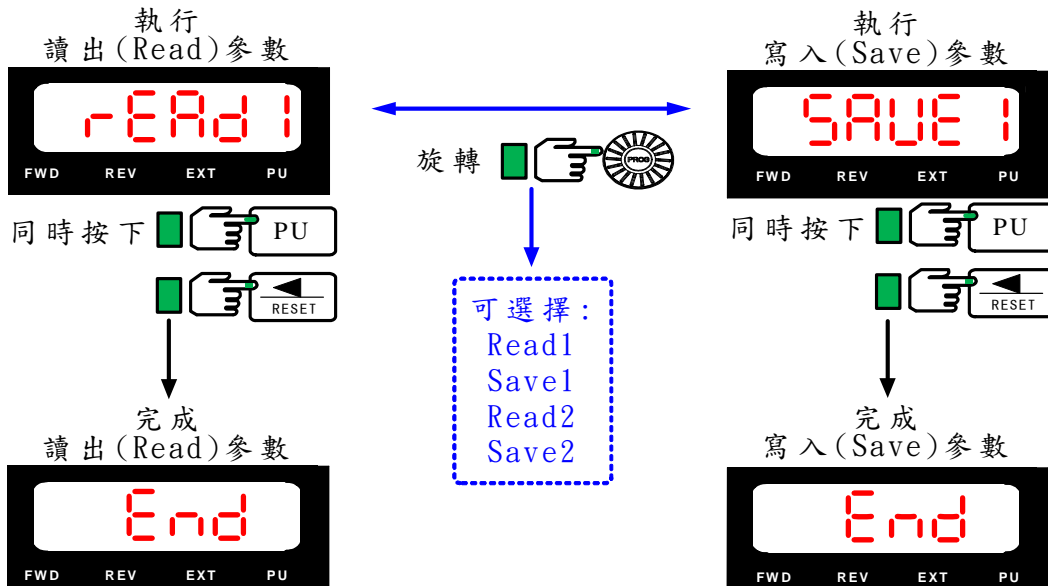 執行
讀出(Read)參數
rEAd1
FWD REV EXT PU
同時按下
PU
RESET
完成
讀出(Read)參數
End
FWD REV EXT PU
旋轉
PROG
可選擇:
Read1
Save1
Read2
Save2
執行
寫入(Save)參數
SAUE1
FWD REV EXT PU
同時按下
PU
RESET
完成
寫入(Save)參數
End
FWD REV EXT PU